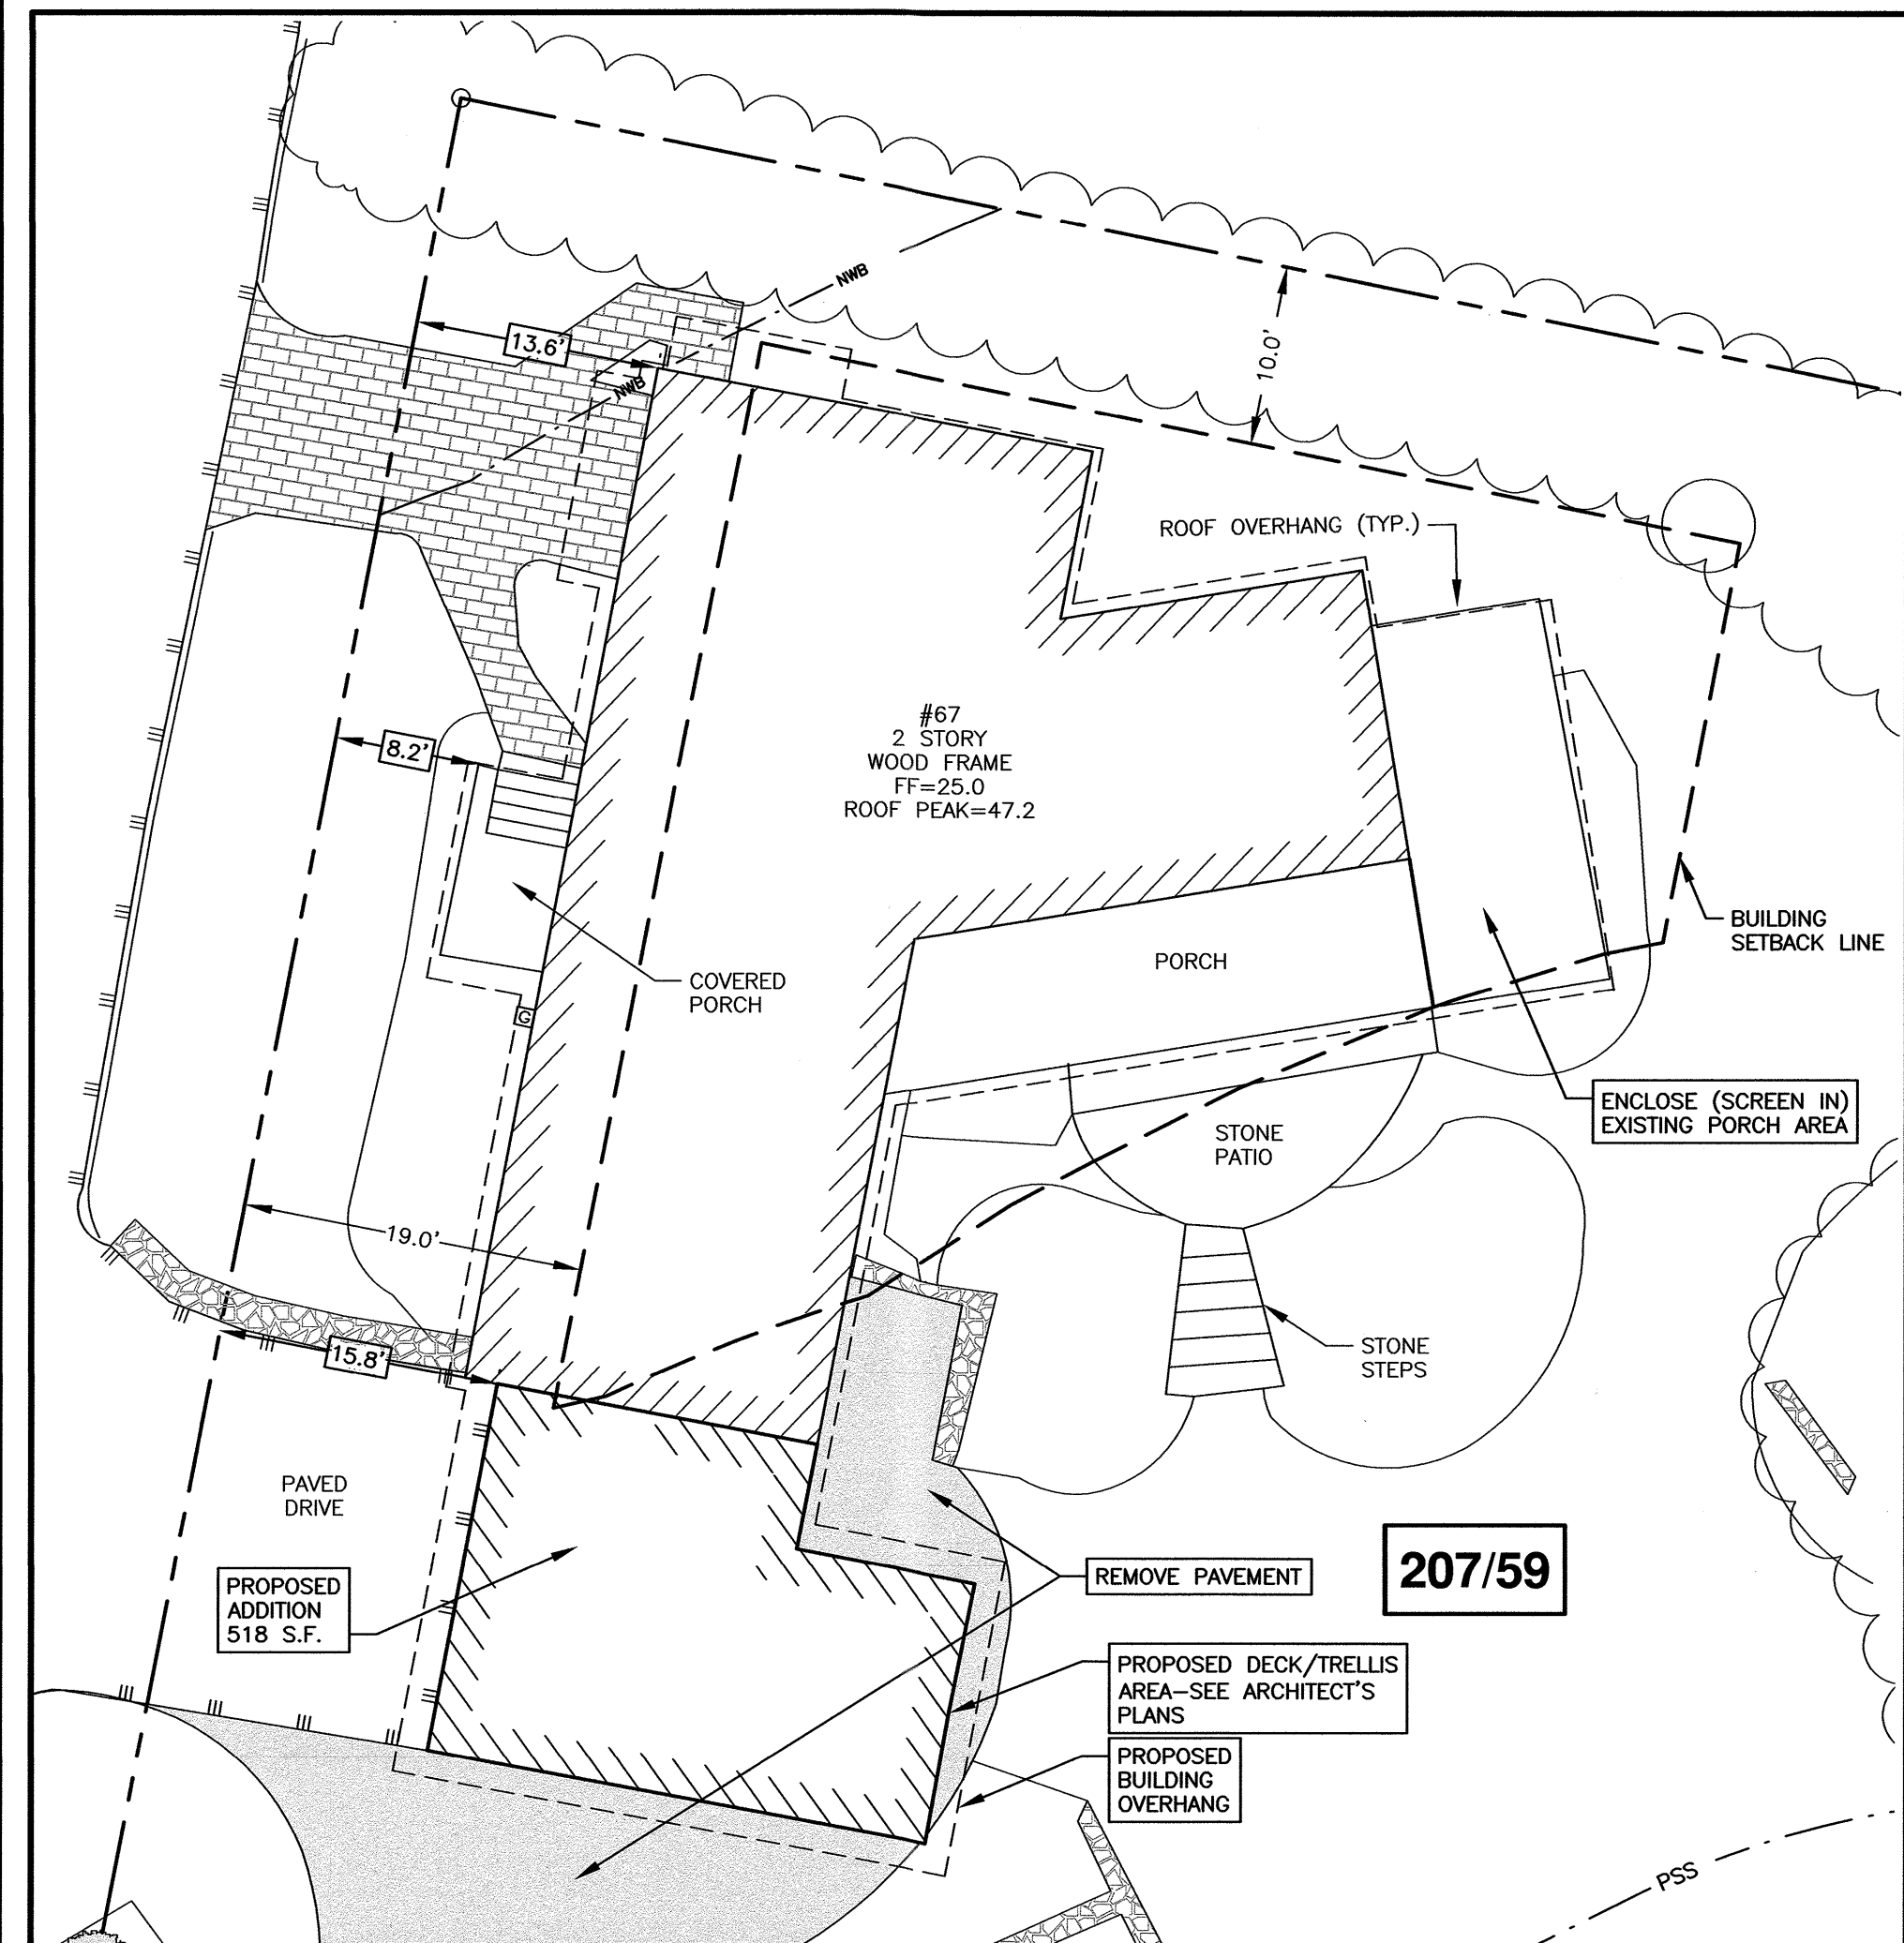 NWB
13.6'
NWB
10.0'
ROOF OVERHANG (TYP.)
#67
2 STORY
WOOD FRAME
FF=25.0
ROOF PEAK=47.2
8.2'
BUILDING
SETBACK LINE
PORCH
COVERED
PORCH
G
ENCLOSE (SCREEN IN)
EXISTING PORCH AREA
STONE
PATIO
19.0'
STONE
STEPS
15.8'
PAVED
DRIVE
207/59
REMOVE PAVEMENT
PROPOSED
ADDITION
518 S.F.
PROPOSED DECK/TRELLIS
AREA-SEE ARCHITECT'S
PLANS
PROPOSED
BUILDING
OVERHANG
PSS